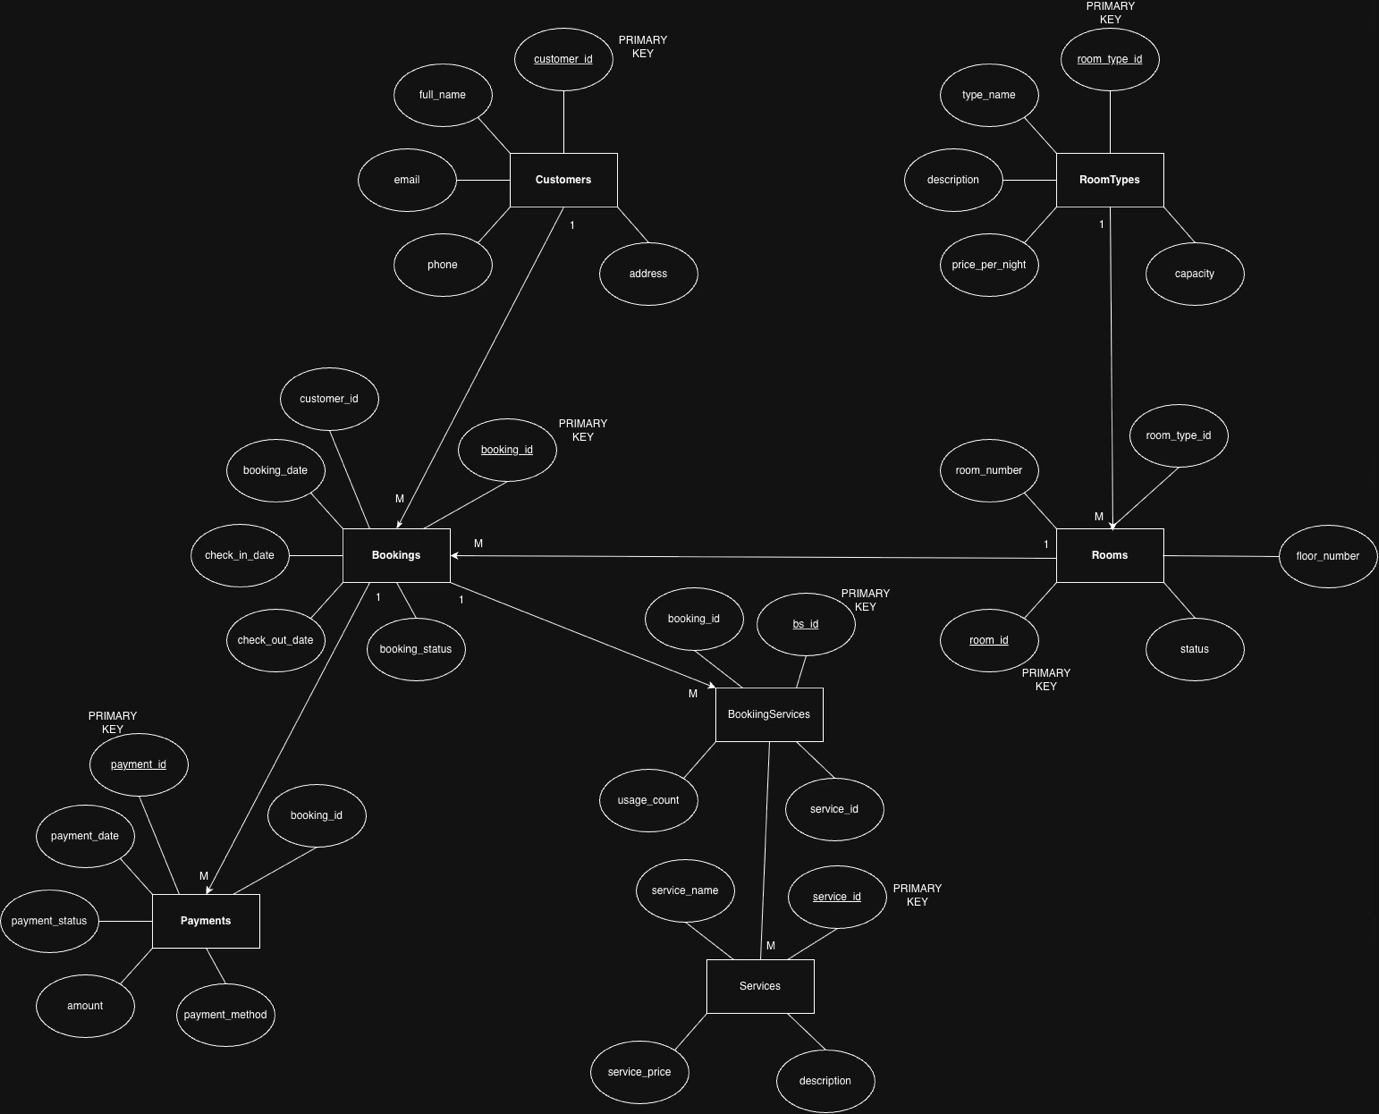 PRIMARY
KEY
customer_id
PRIMARY
KEY
room_type_id
full_name
type_name
email
Customers
description
RoomTypes
1
1
phone
address
price_per_night
capacity
customer_id
PRIMARY
KEY
booking_id
room_type_id
booking_date
room_number
M
M
check_in_date
Bookings
M
1
Rooms
floor_number
1
1
PRIMARY
KEY
booking_id
bs_id
check_out_date
booking_status
room_id
status
PRIMARY
KEY
M
BookiingServices
PRIMARY
KEY
payment_id
usage_count
service_id
booking_id
payment_date
M
service_name
service_id
PRIMARY
KEY
payment_status
Payments
M
Services
amount
payment_method
service_price
description